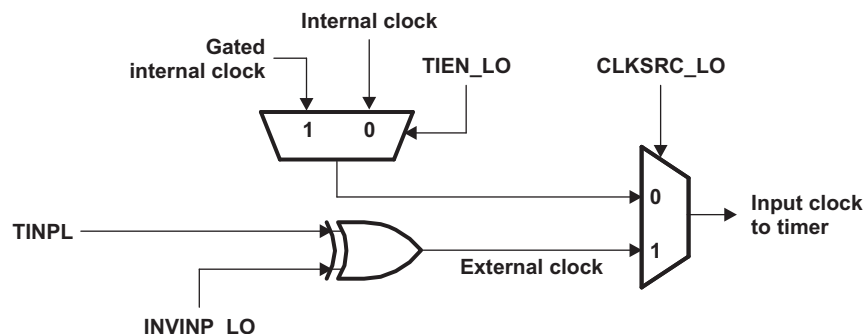 Internal clock
Gated
internal clock
TIEN_LO
CLKSRC_LO
1
0
0
Input clock
to timer
TINPL
1
External clock
INVINP_LO